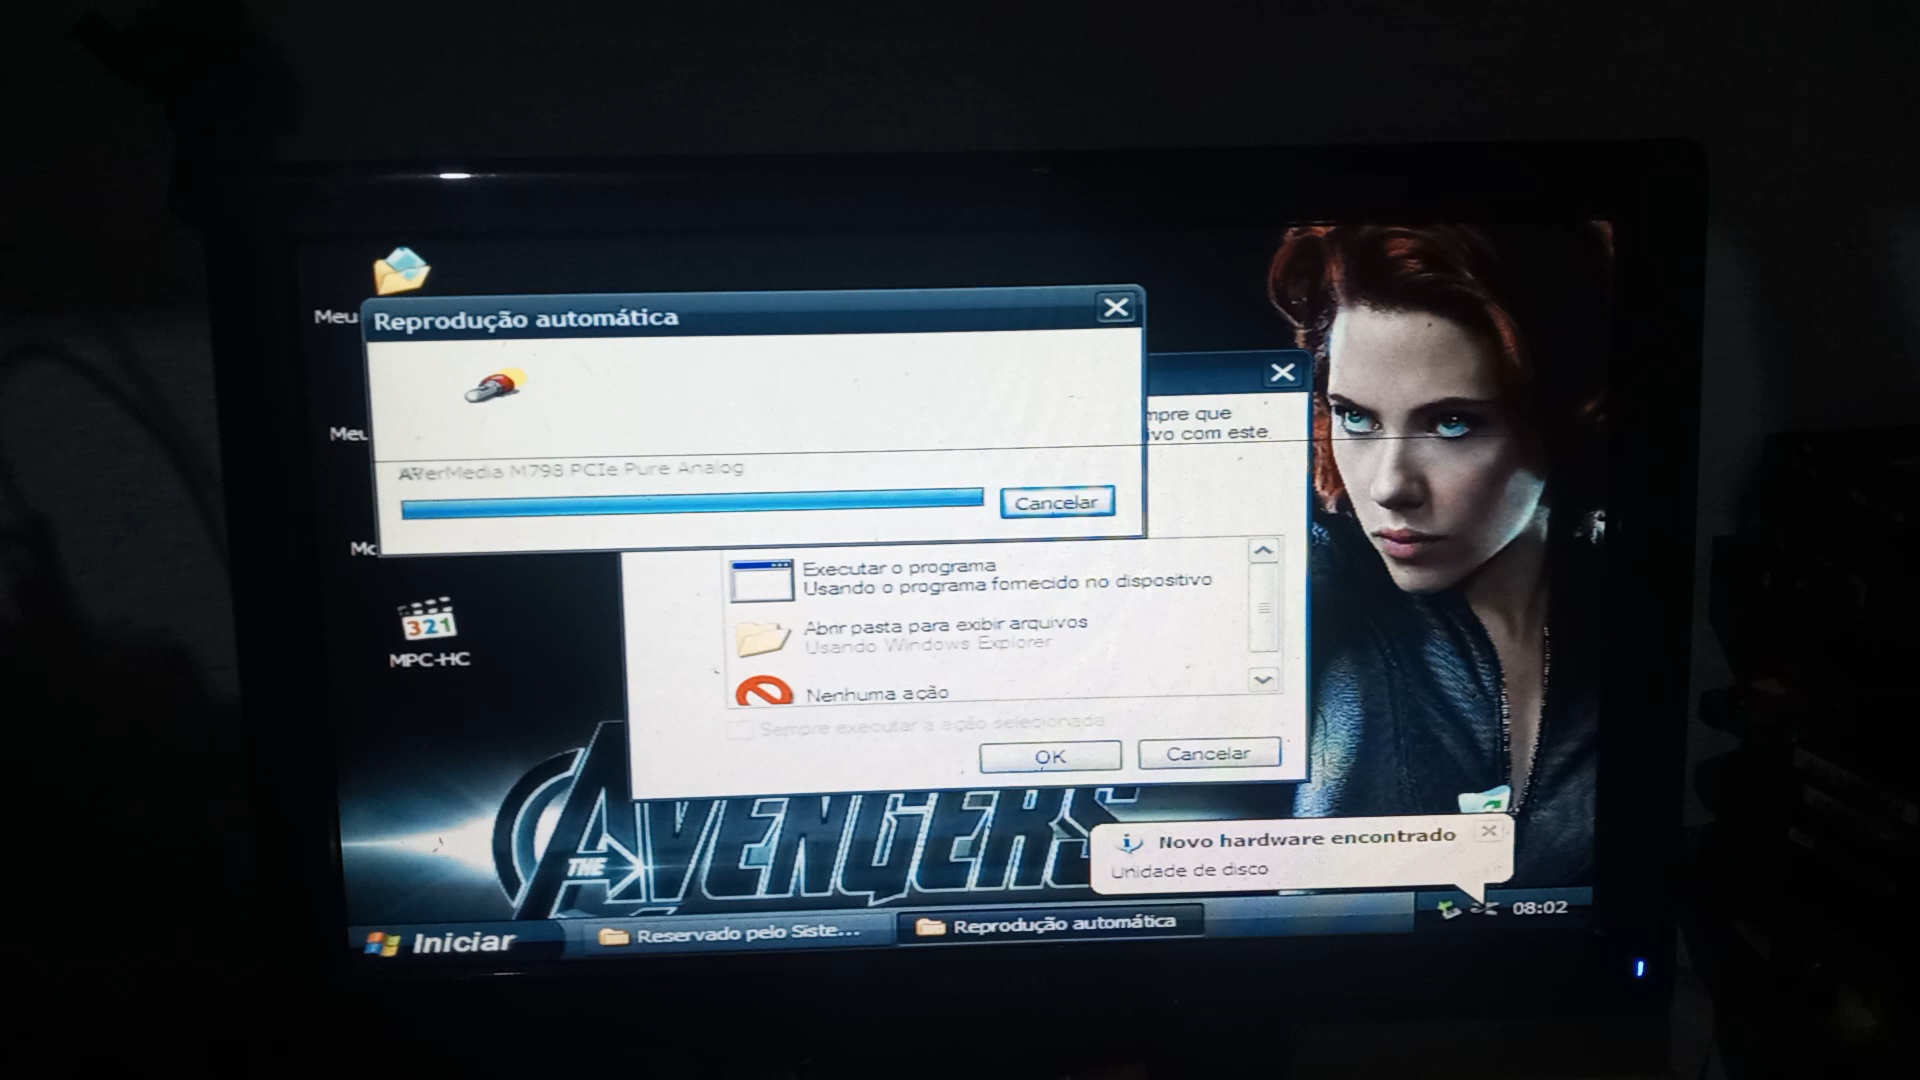 Meu
Reprodução automática
AVerMedia M798 PCIe Pure Analog
Cancelar
que
ivo com este
Meu
Executar o programa
Usando o programa fornecido no dispositivo
Abrir pasta para exibir arquivos
Usando Windows Explorer
Nenhuma ação
Sempre executar a ação selecionada
OK
Cancelar
321
MPC-HC
THE AVENGERS
Novo hardware encontrado
Unidade de disco
Iniciar
Reservado pelo Siste...
Reprodução automática
08:02